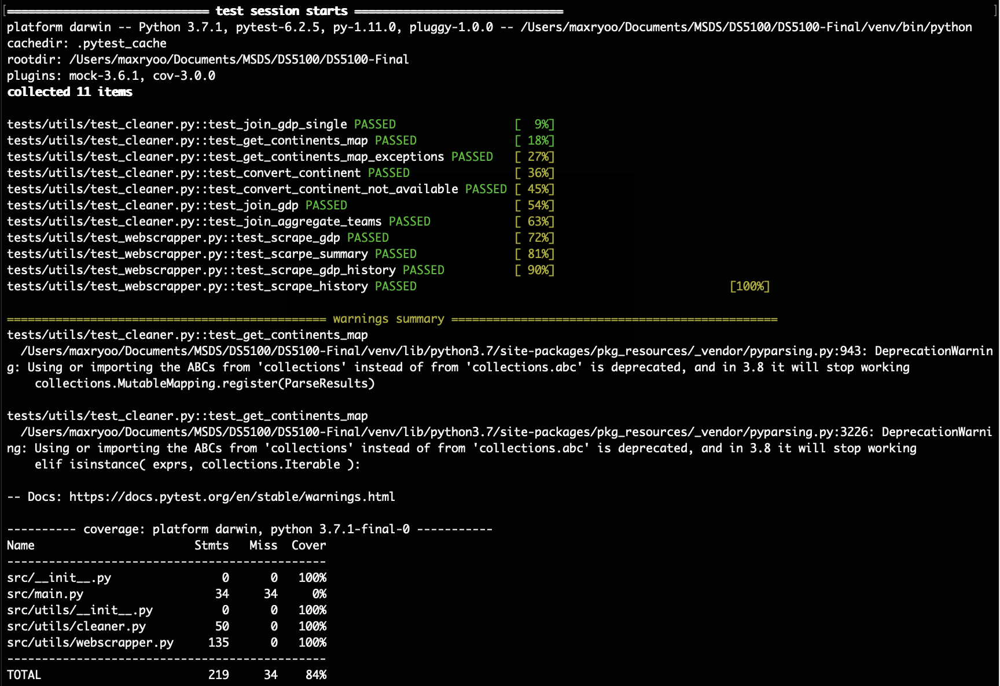 [============================= test session starts ==============================]
platform darwin -- Python 3.7.1, pytest-6.2.5, py-1.11.0, pluggy-1.0.0 -- /Users/maxryoo/Documents/MSDS/DS5100/DS5100-Final/venv/bin/python
cachedir: .pytest_cache
rootdir: /Users/maxryoo/Documents/MSDS/DS5100/DS5100-Final
plugins: mock-3.6.1, cov-3.0.0
collected 11 items
tests/utils/test_cleaner.py::test_join_gdp_single PASSED                 [  9%]
tests/utils/test_cleaner.py::test_get_continents_map PASSED              [ 18%]
tests/utils/test_cleaner.py::test_get_continents_map_exceptions PASSED   [ 27%]
tests/utils/test_cleaner.py::test_convert_continent PASSED               [ 36%]
tests/utils/test_cleaner.py::test_convert_continent_not_available PASSED [ 45%]
tests/utils/test_cleaner.py::test_join_gdp PASSED                        [ 54%]
tests/utils/test_cleaner.py::test_join_aggregate_teams PASSED            [ 63%]
tests/utils/test_webscrapper.py::test_scrape_gdp PASSED                  [ 72%]
tests/utils/test_webscrapper.py::test_scarpe_summary PASSED              [ 81%]
tests/utils/test_webscrapper.py::test_scrape_gdp_history PASSED          [ 90%]
tests/utils/test_webscrapper.py::test_scrape_history PASSED                                             [100%]
============================================== warnings summary ===============================================
tests/utils/test_cleaner.py::test_get_continents_map
  /Users/maxryoo/Documents/MSDS/DS5100/DS5100-Final/venv/lib/python3.7/site-packages/pkg_resources/_vendor/pyparsing.py:943: DeprecationWarnin
g: Using or importing the ABCs from 'collections' instead of from 'collections.abc' is deprecated, and in 3.8 it will stop working
    collections.MutableMapping.register(ParseResults)
tests/utils/test_cleaner.py::test_get_continents_map
  /Users/maxryoo/Documents/MSDS/DS5100/DS5100-Final/venv/lib/python3.7/site-packages/pkg_resources/_vendor/pyparsing.py:3226: DeprecationWarni
ng: Using or importing the ABCs from 'collections' instead of from 'collections.abc' is deprecated, and in 3.8 it will stop working
    elif isinstance( exprs, collections.Iterable ):
-- Docs: https://docs.pytest.org/en/stable/warnings.html
---------- coverage: platform darwin, python 3.7.1-final-0 -----------
Name                       Stmts   Miss  Cover
----------------------------------------------
src/__init__.py                0      0   100%
src/main.py                   34     34     0%
src/utils/__init__.py          0      0   100%
src/utils/cleaner.py          50      0   100%
src/utils/webscrapper.py     135      0   100%
----------------------------------------------
TOTAL                        219     34    84%